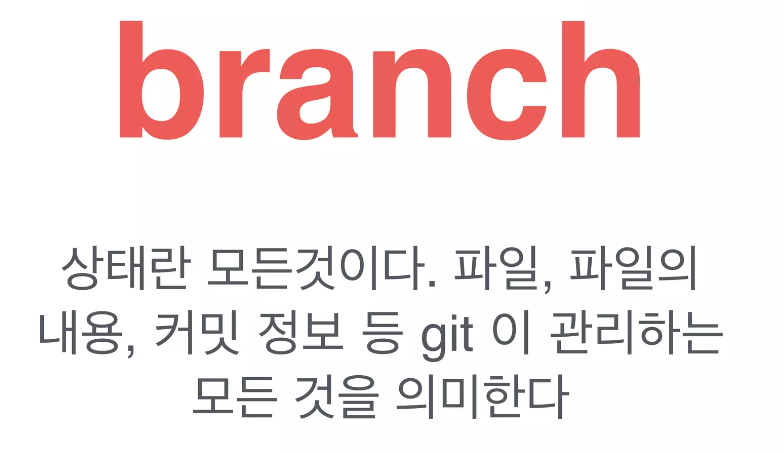 branch
상태란 모든것이다. 파일, 파일의
내용, 커밋 정보 등 git 이 관리하는
모든 것을 의미한다